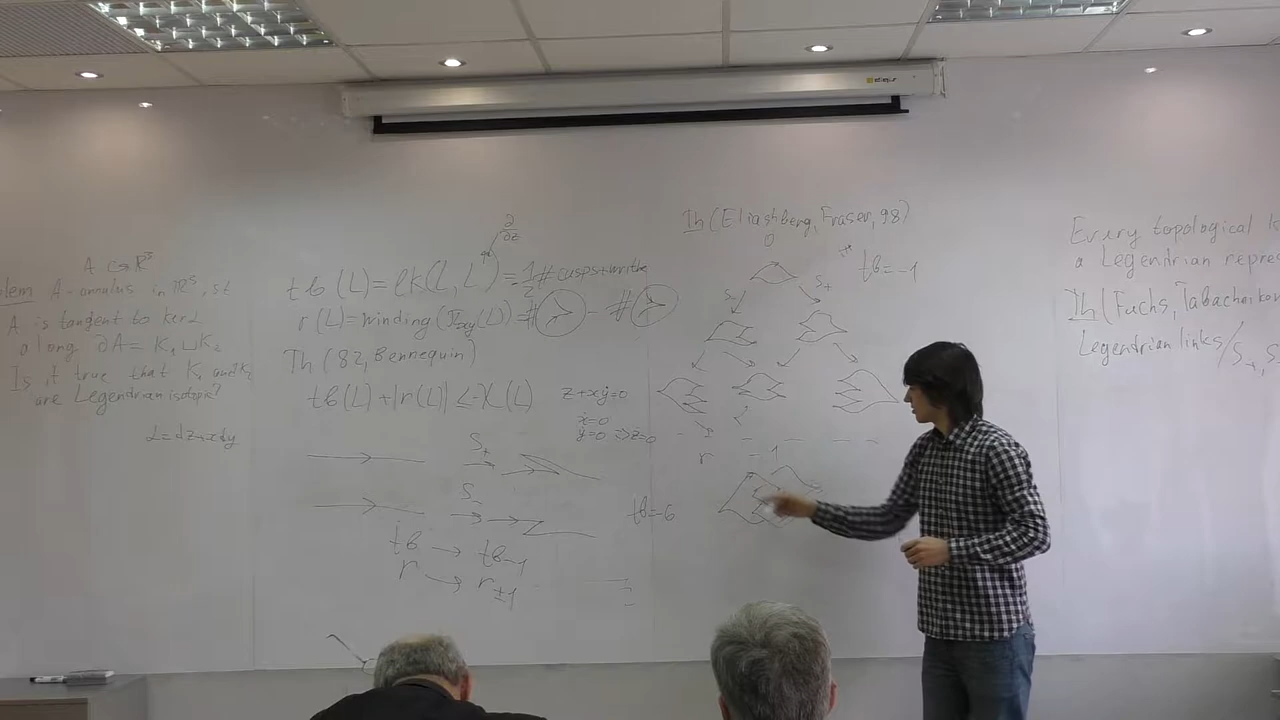 A ⊂ R³
A - annulus in R³, st
A is tangent to ker α
along ∂A = K₁ ⊔ K₂
Is it true that K₁ and K₂
are Legendrian isotopic?
α = dz + xdy
∂/∂z
tb(L) = lk(L, L') = 1/2 # cusps + writhe
r(L) = winding(π_xy(L)) = # - #
Th (82, Bennequin)
tb(L) + |r(L)| ≤ -χ(L)
z + xẏ = 0
ẋ = 0
ẏ = 0 ⇒ ż = 0
S₊
S₋
tb → tb-1
r → r±1
Th (Eliashberg, Fraser, 98)
0
tb = -1
S₋ S₊
r -1
tb = -6
Every topological
a Legendrian
Th (Fuchs, Tabachnikov
Legendrian links/S₊, S